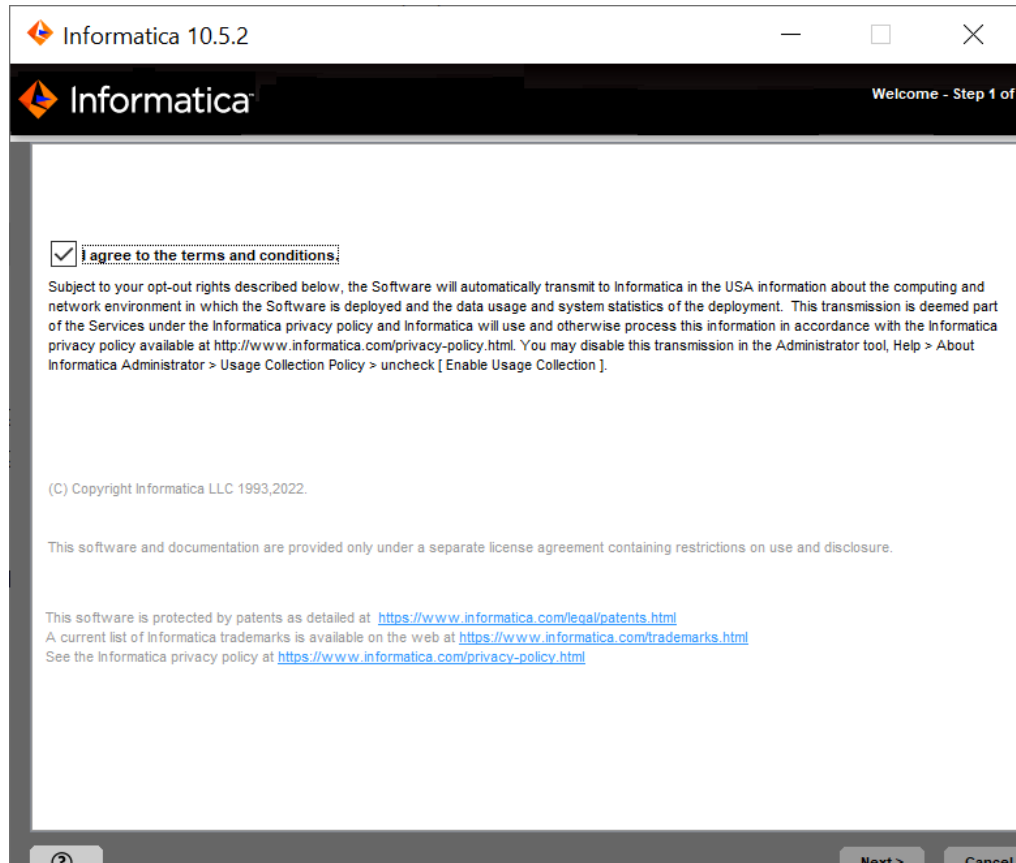 Informatica 10.5.2
Informatica
Welcome - Step 1 of
I agree to the terms and conditions.
Subject to your opt-out rights described below, the Software will automatically transmit to Informatica in the USA information about the computing and
network environment in which the Software is deployed and the data usage and system statistics of the deployment.  This transmission is deemed part
of the Services under the Informatica privacy policy and Informatica will use and otherwise process this information in accordance with the Informatica
privacy policy available at http://www.informatica.com/privacy-policy.html. You may disable this transmission in the Administrator tool, Help > About
Informatica Administrator > Usage Collection Policy > uncheck [ Enable Usage Collection ].
(C) Copyright Informatica LLC 1993,2022.
This software and documentation are provided only under a separate license agreement containing restrictions on use and disclosure.
This software is protected by patents as detailed at  https://www.informatica.com/legal/patents.html
A current list of Informatica trademarks is available on the web at https://www.informatica.com/trademarks.html
See the Informatica privacy policy at https://www.informatica.com/privacy-policy.html
? Next > Cancel